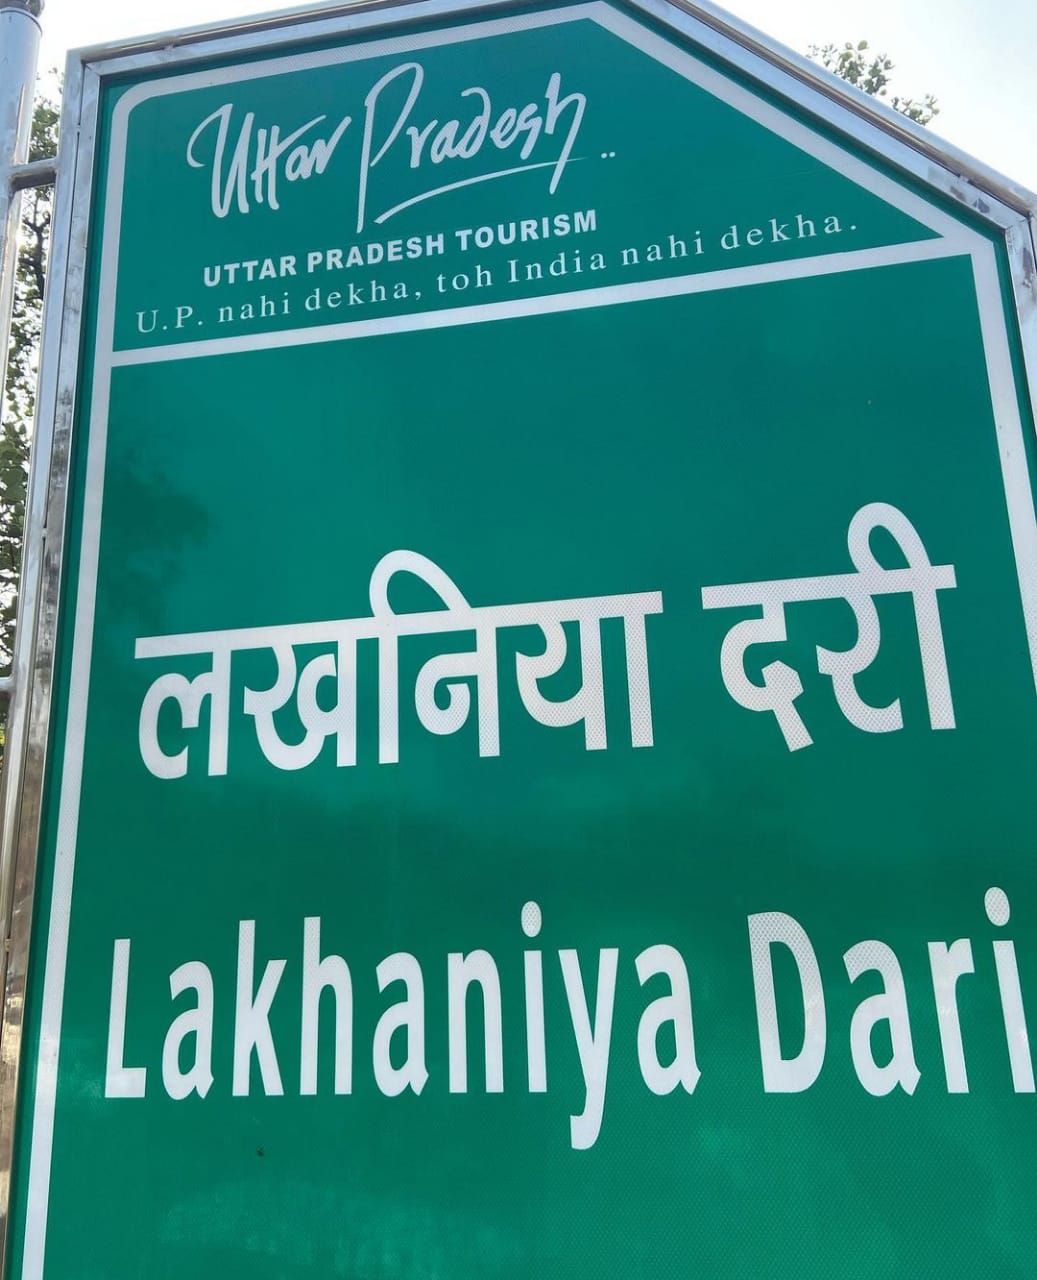 Uttar Pradesh ..
UTTAR PRADESH TOURISM
U.P. nahi dekha, toh India nahi dekha.
लखनिया दरी
Lakhaniya Dari